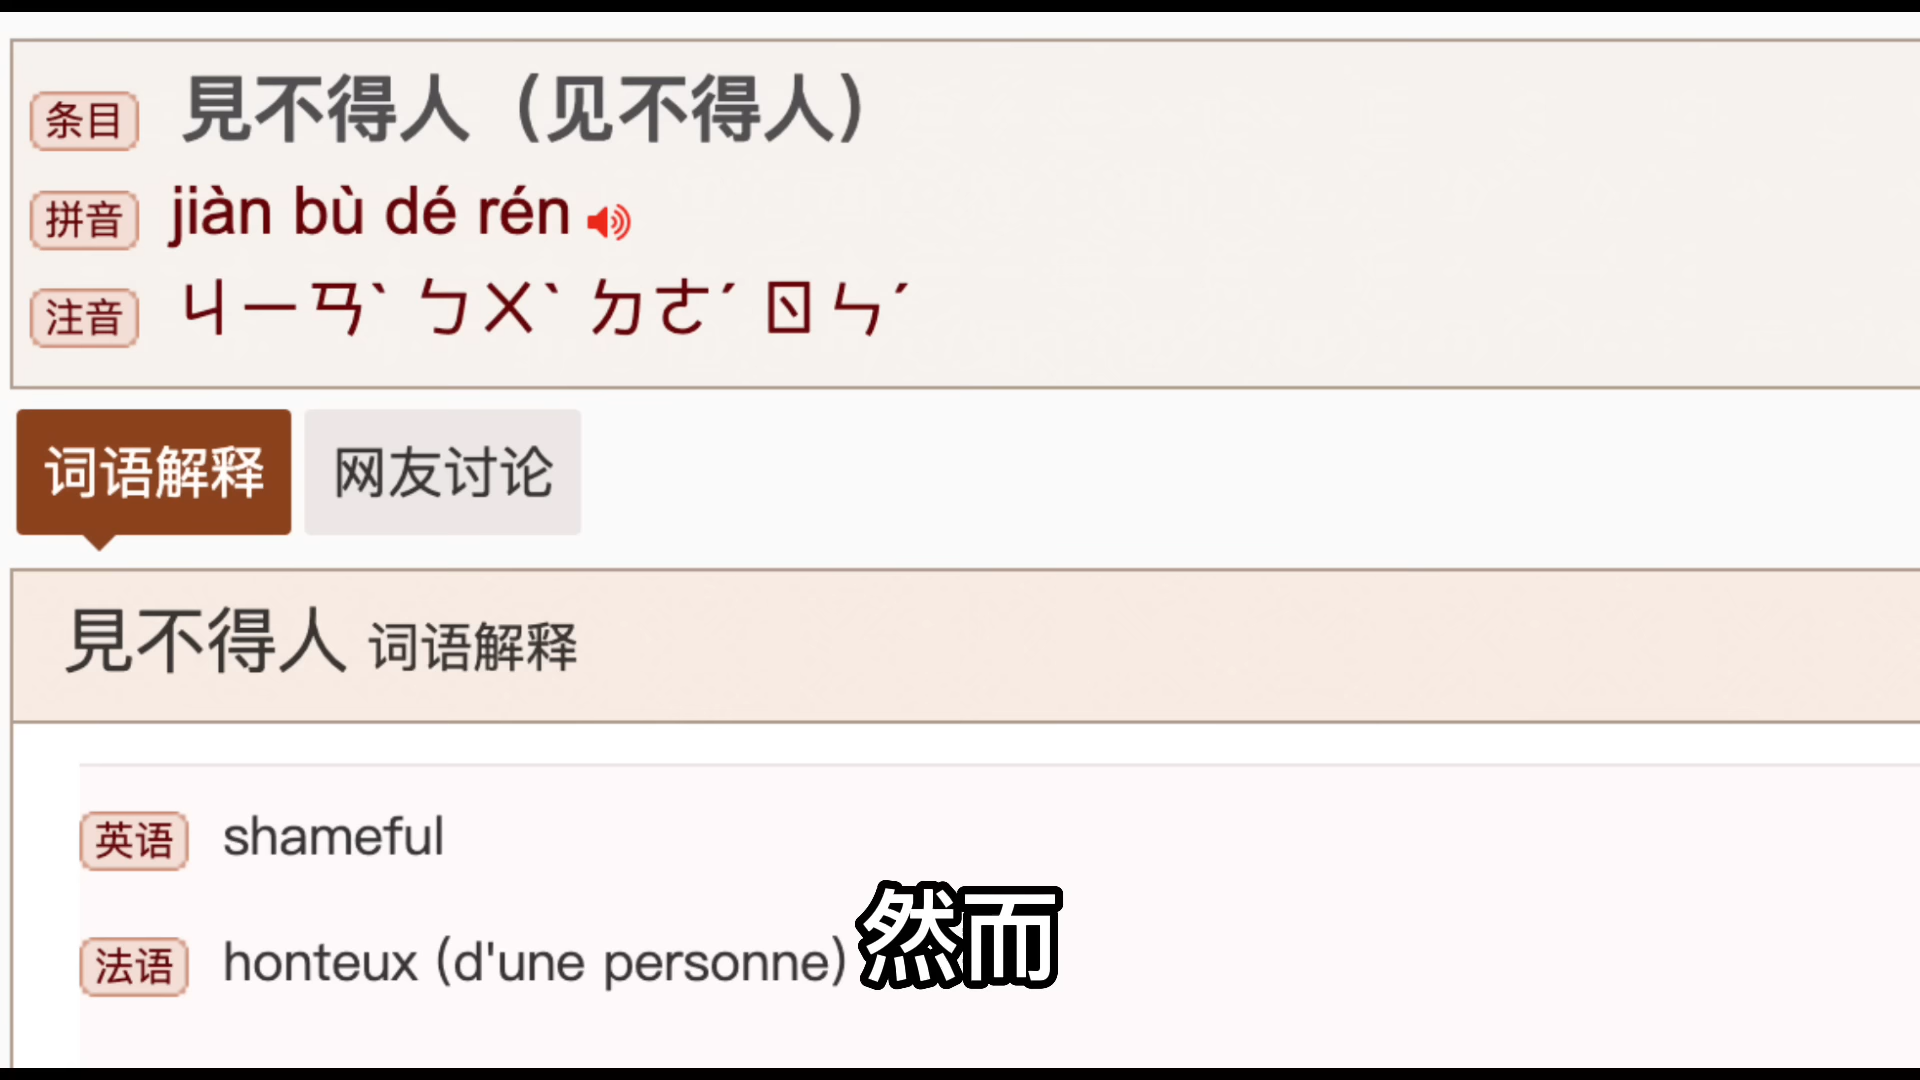 条目 見不得人（见不得人）
拼音 jiàn bù dé rén
注音 ㄐㄧㄢˋ ㄅㄨˋ ㄉㄜˊ ㄖㄣˊ
词语解释 网友讨论
見不得人 词语解释
英语 shameful
法语 honteux (d'une personne)
然而